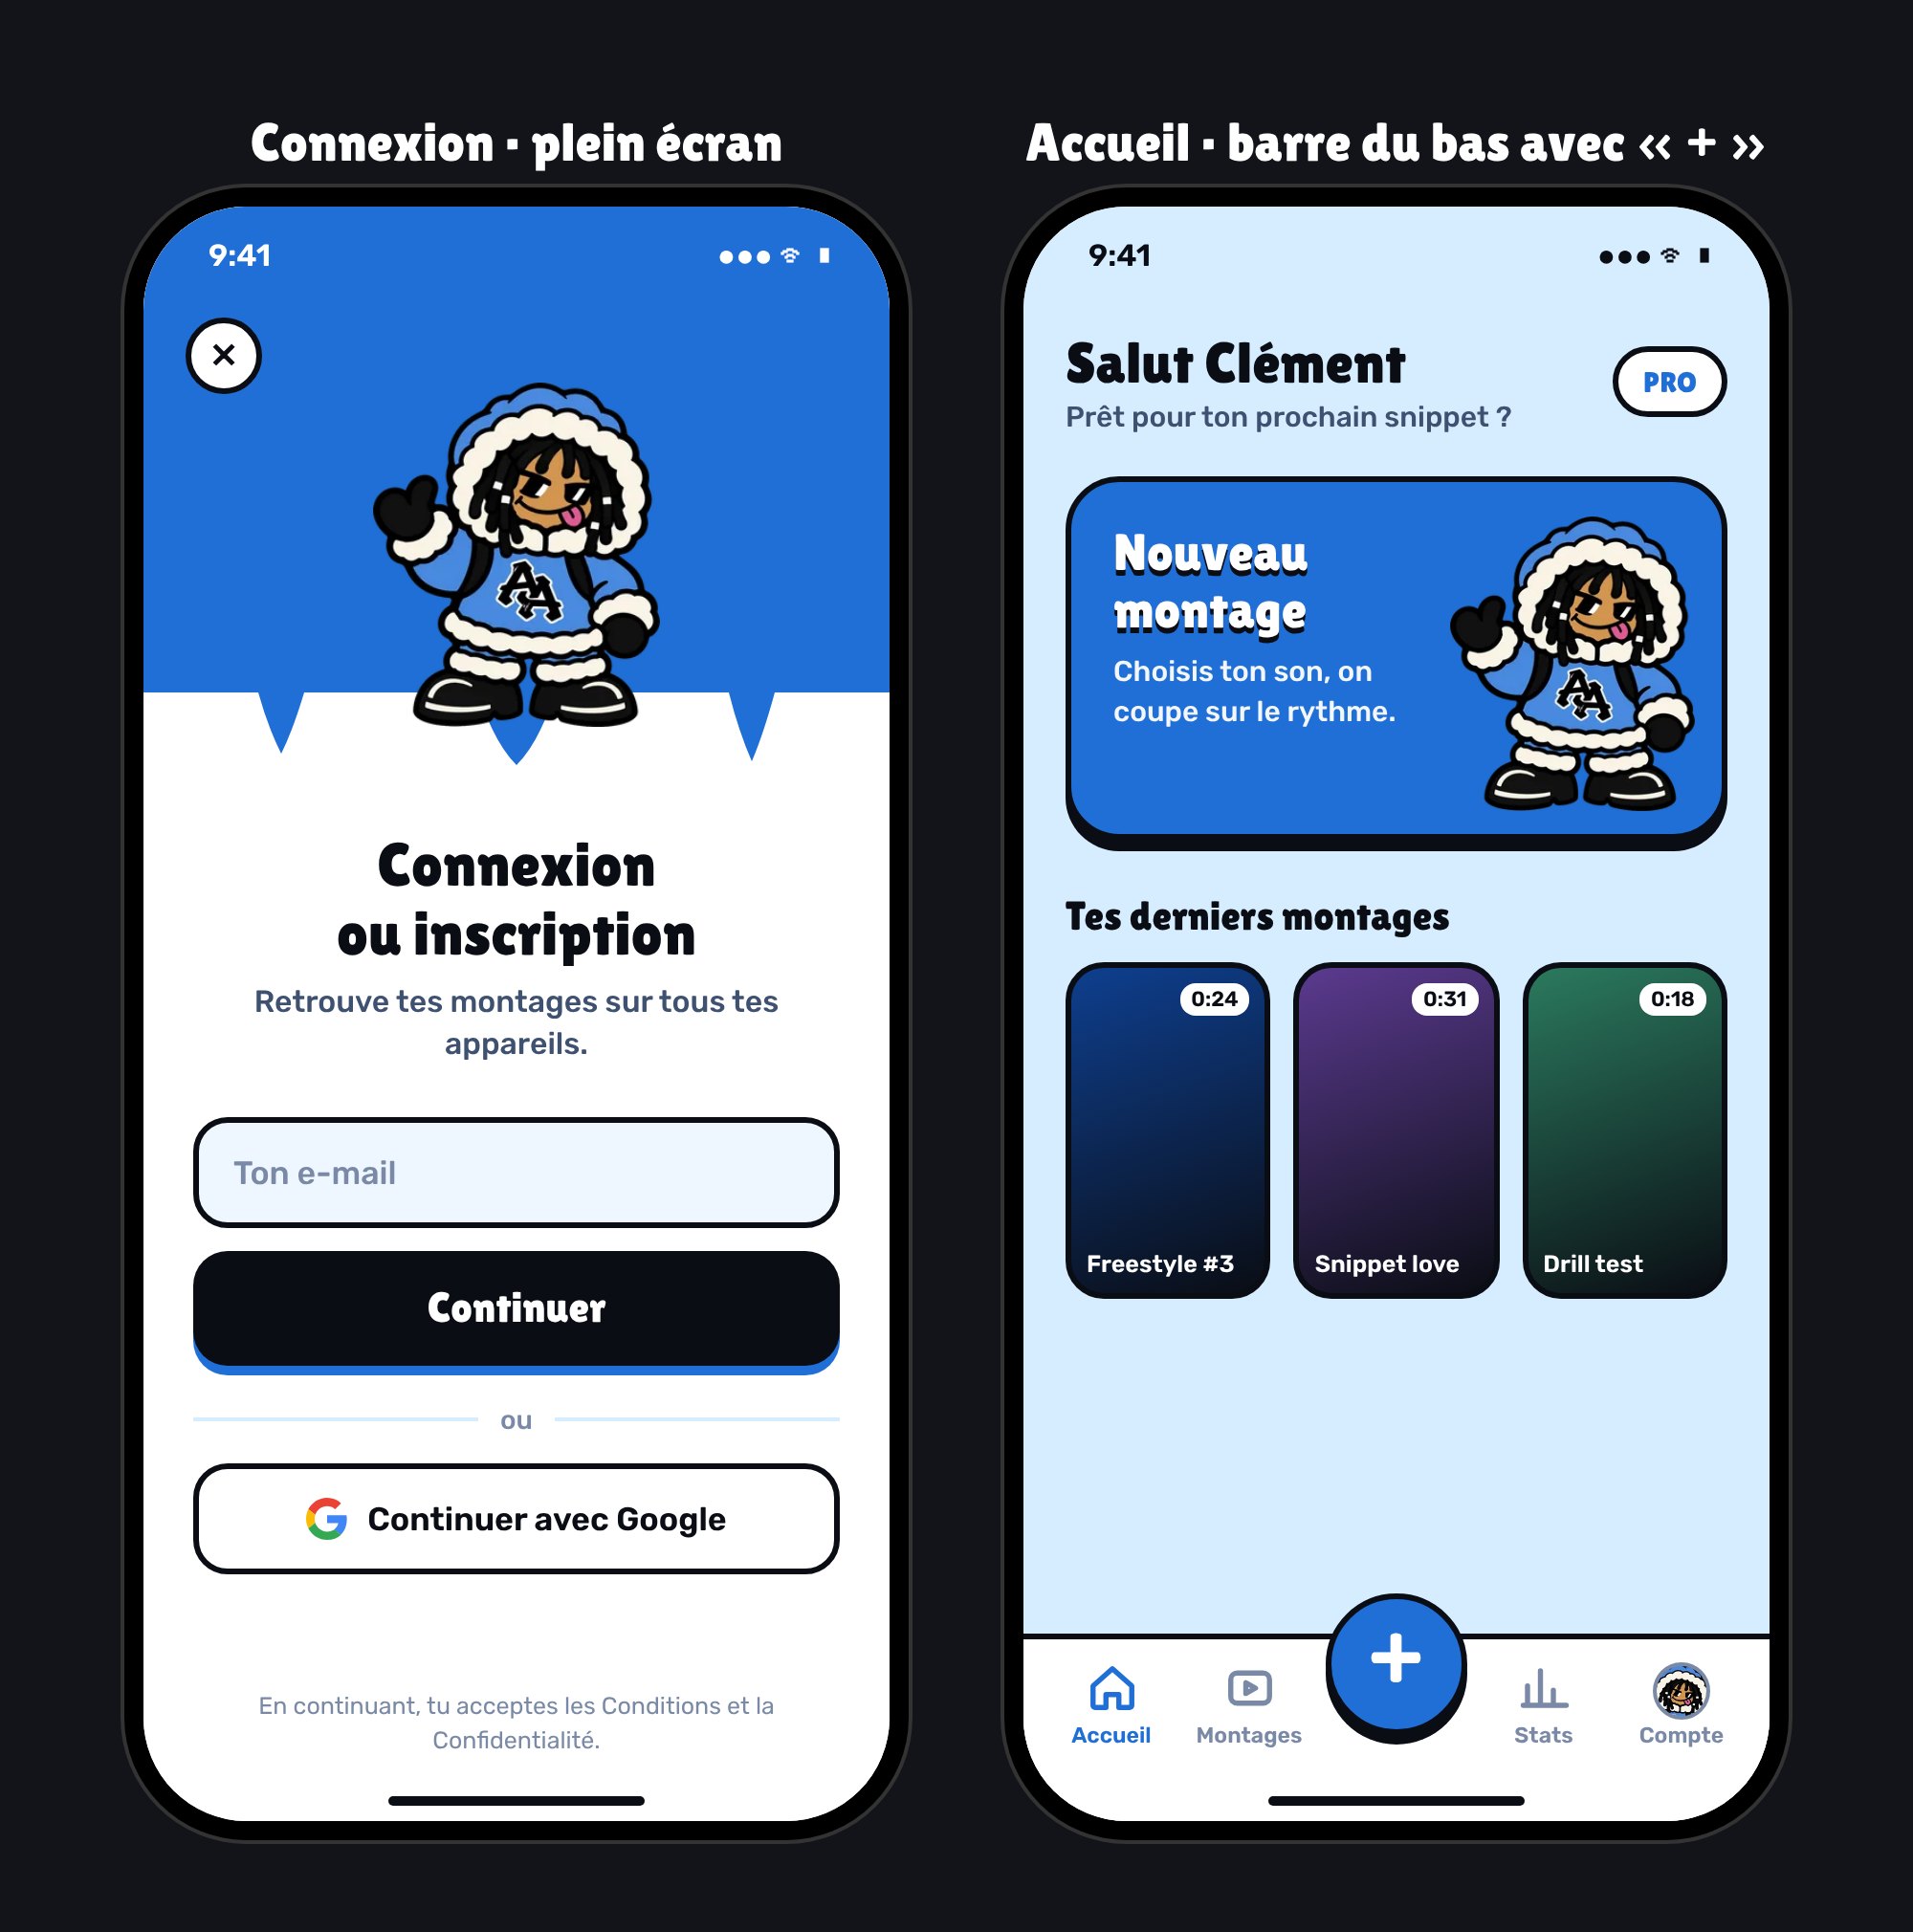 Connexion · plein écran
9:41
×
AA
Connexion
ou inscription
Retrouve tes montages sur tous tes
appareils.
Ton e-mail
Continuer
ou
Continuer avec Google
En continuant, tu acceptes les Conditions et la
Confidentialité.
Accueil · barre du bas avec « + »
9:41
Salut Clément
Prêt pour ton prochain snippet ?
PRO
Nouveau
montage
Choisis ton son, on
coupe sur le rythme.
AA
Tes derniers montages
0:24
Freestyle #3
0:31
Snippet love
0:18
Drill test
Accueil
Montages
+
Stats
Compte